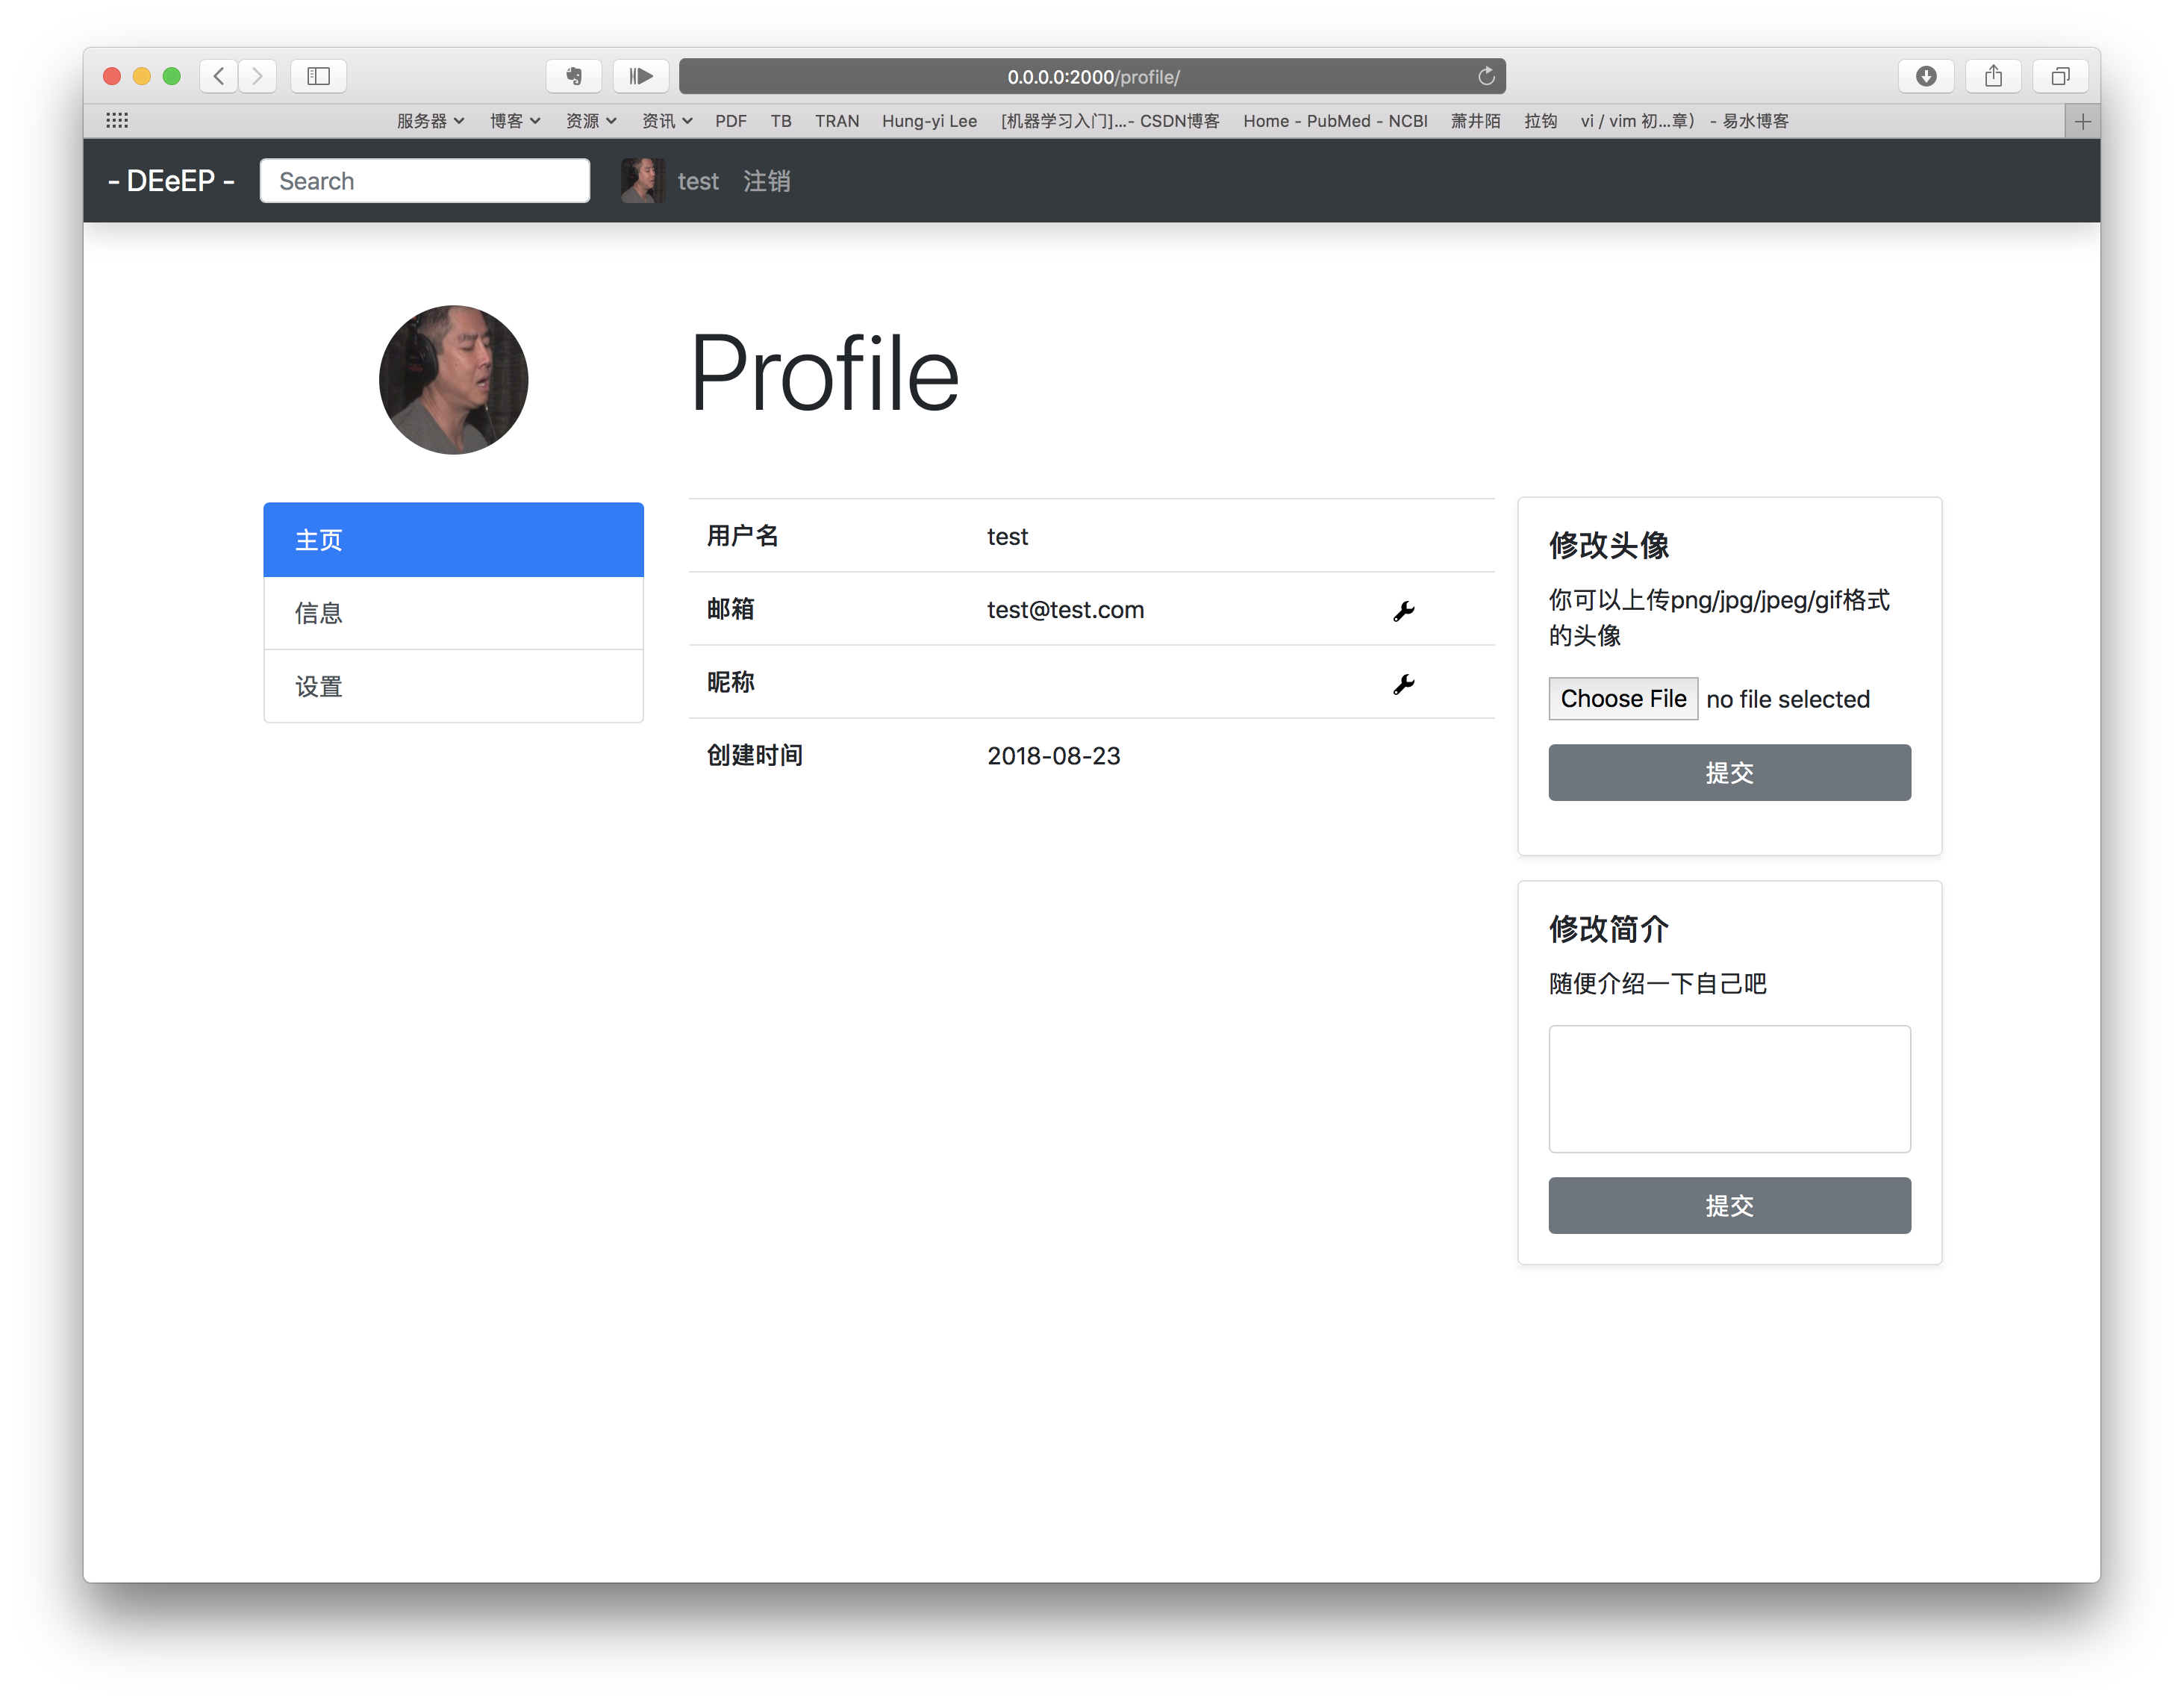 0.0.0.0:2000/profile/
服务器 博客 资源 资讯 PDF TB TRAN Hung-yi Lee [机器学习入门]...- CSDN博客 Home - PubMed - NCBI 萧井陌 拉钩 vi / vim 初...章） - 易水博客
- DEeEP - Search test 注销
Profile
主页
信息
设置
用户名 test
邮箱 test@test.com
昵称
创建时间 2018-08-23
修改头像
你可以上传png/jpg/jpeg/gif格式
的头像
Choose File no file selected
提交
修改简介
随便介绍一下自己吧
提交